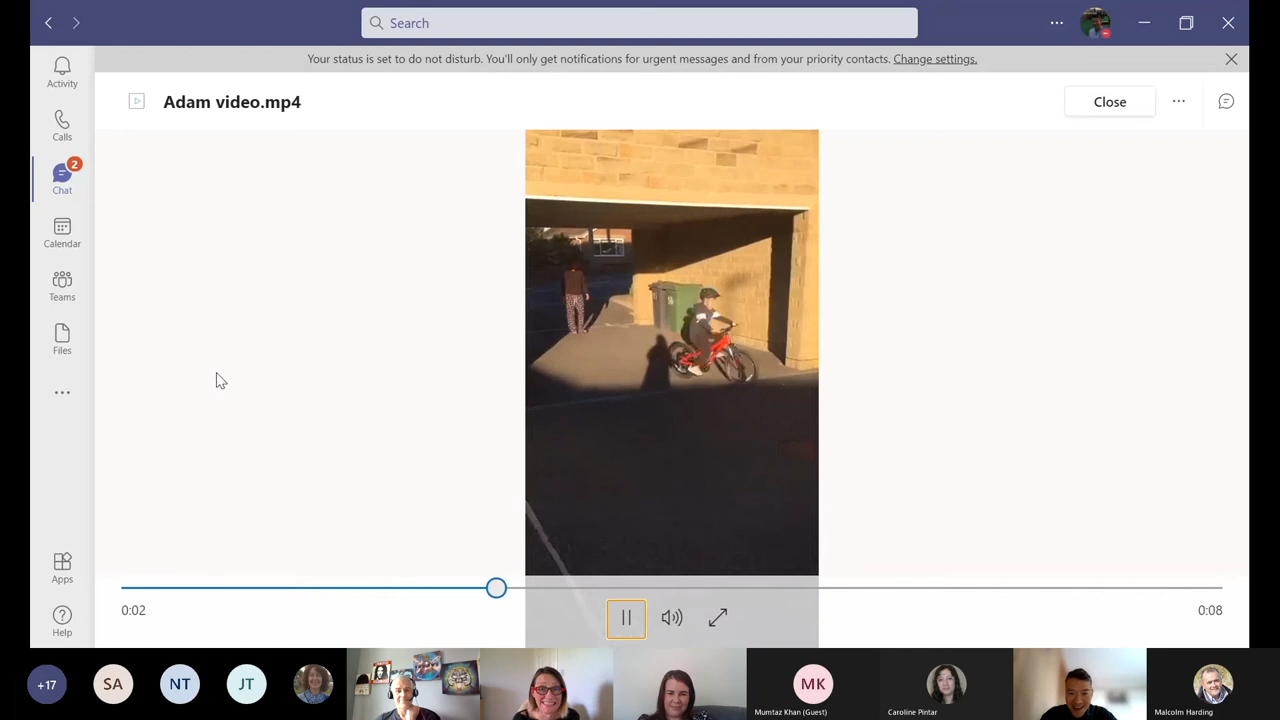 Search
Your status is set to do not disturb. You'll only get notifications for urgent messages and from your priority contacts. Change settings.
Activity
Calls
2
Chat
Calendar
Teams
Files
Apps
Help
Adam video.mp4
Close
0:02
0:08
+17
SA
NT
JT
MK
Mumtaz Khan (Guest)
Caroline Pintar
Malcolm Harding